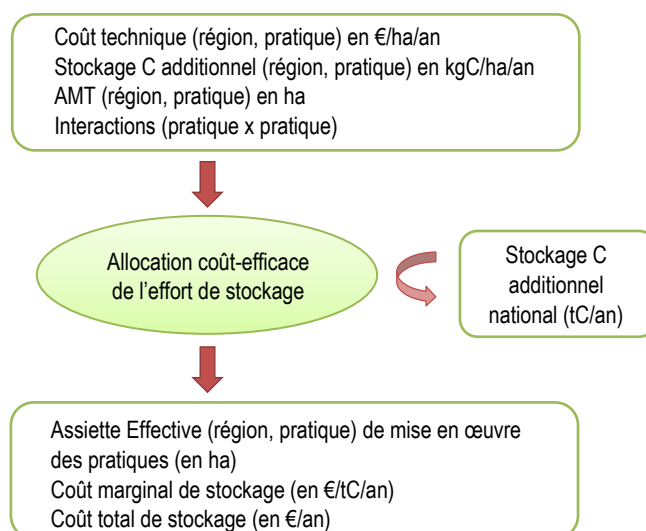 Coût technique (région, pratique) en €/ha/an
Stockage C additionnel (région, pratique) en kgC/ha/an
AMT (région, pratique) en ha
Interactions (pratique x pratique)
Allocation coût-efficace
de l'effort de stockage
Stockage C
additionnel
national (tC/an)
Assiette Effective (région, pratique) de mise en œuvre
des pratiques (en ha)
Coût marginal de stockage (en €/tC/an)
Coût total de stockage (en €/an)